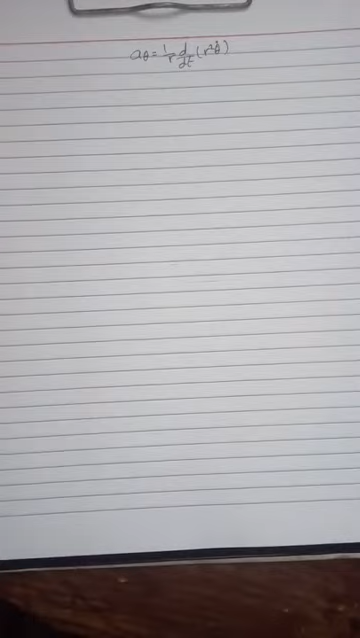 aθ = 1/r d/dt (r²θ̇)